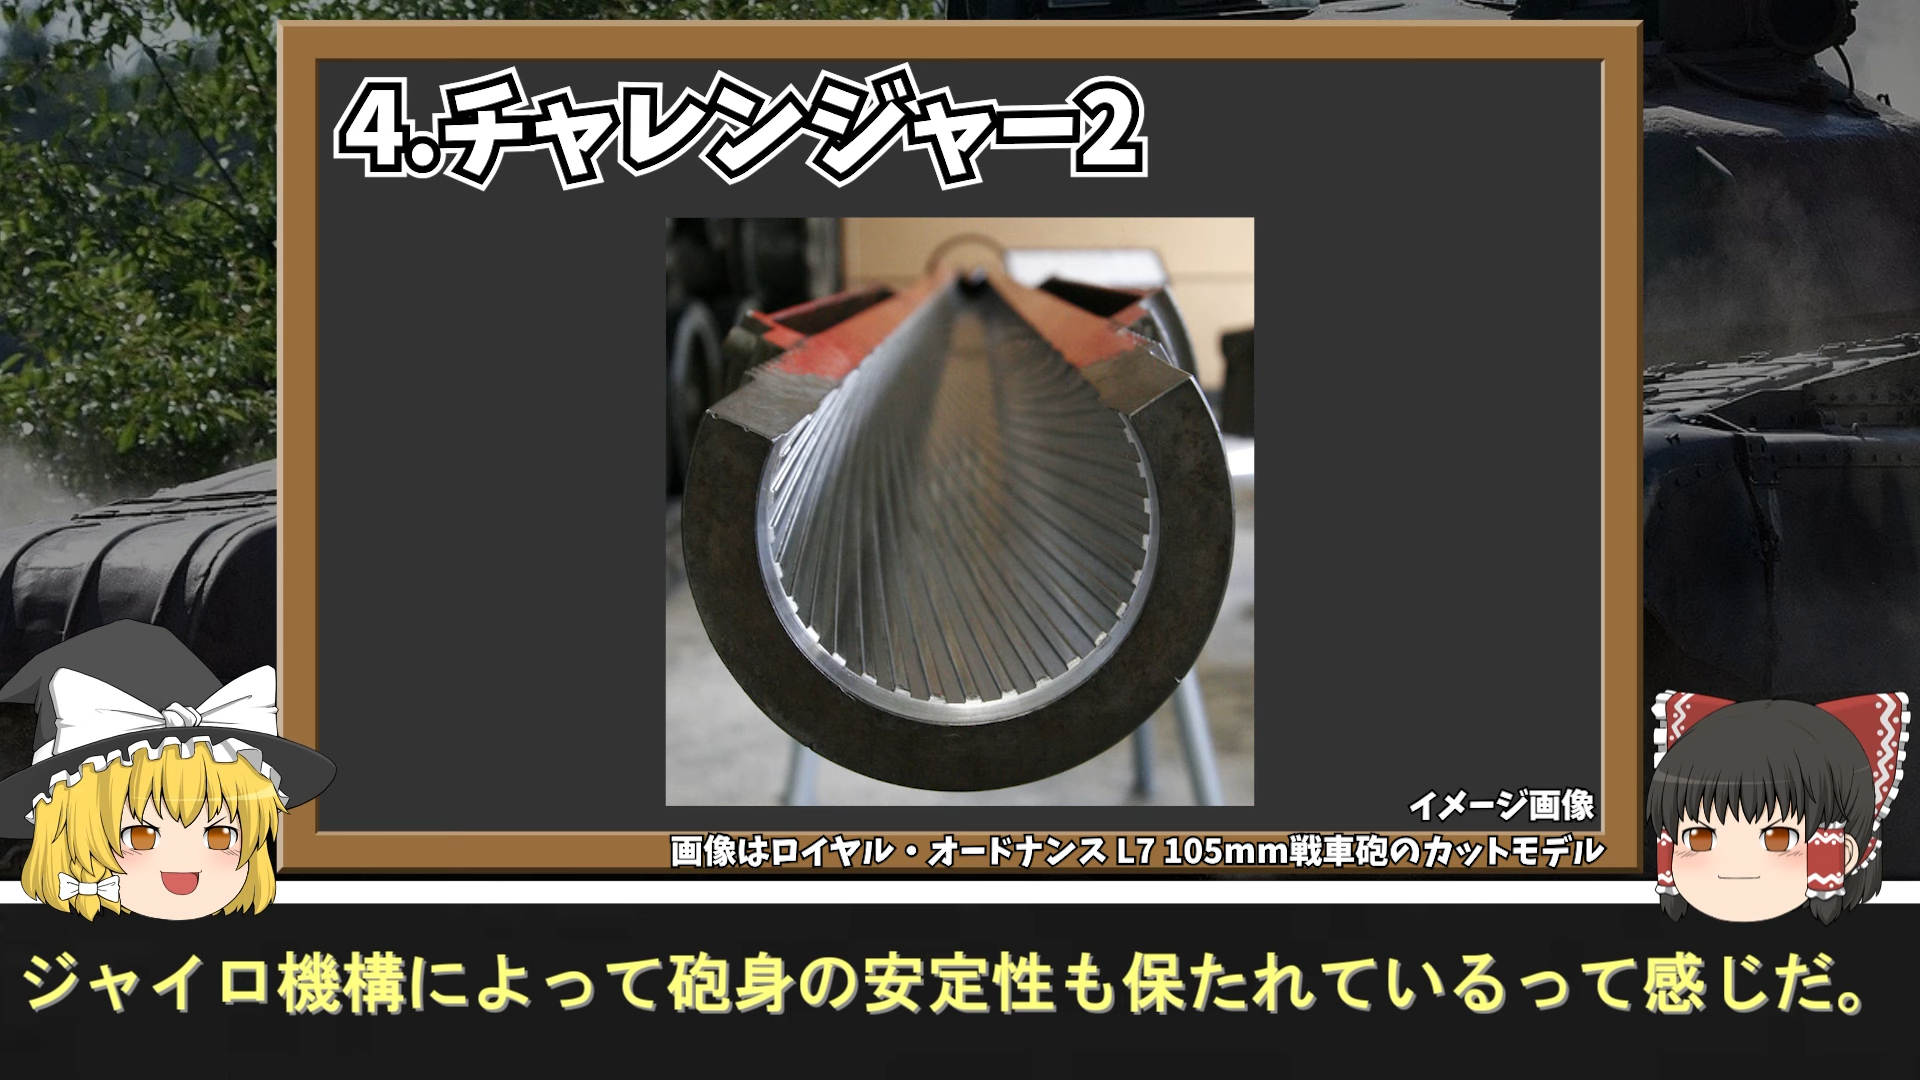 4.チャレンジャー2
イメージ画像
画像はロイヤル・オードナンス L7 105mm戦車砲のカットモデル
ジャイロ機構によって砲身の安定性も保たれているって感じだ。